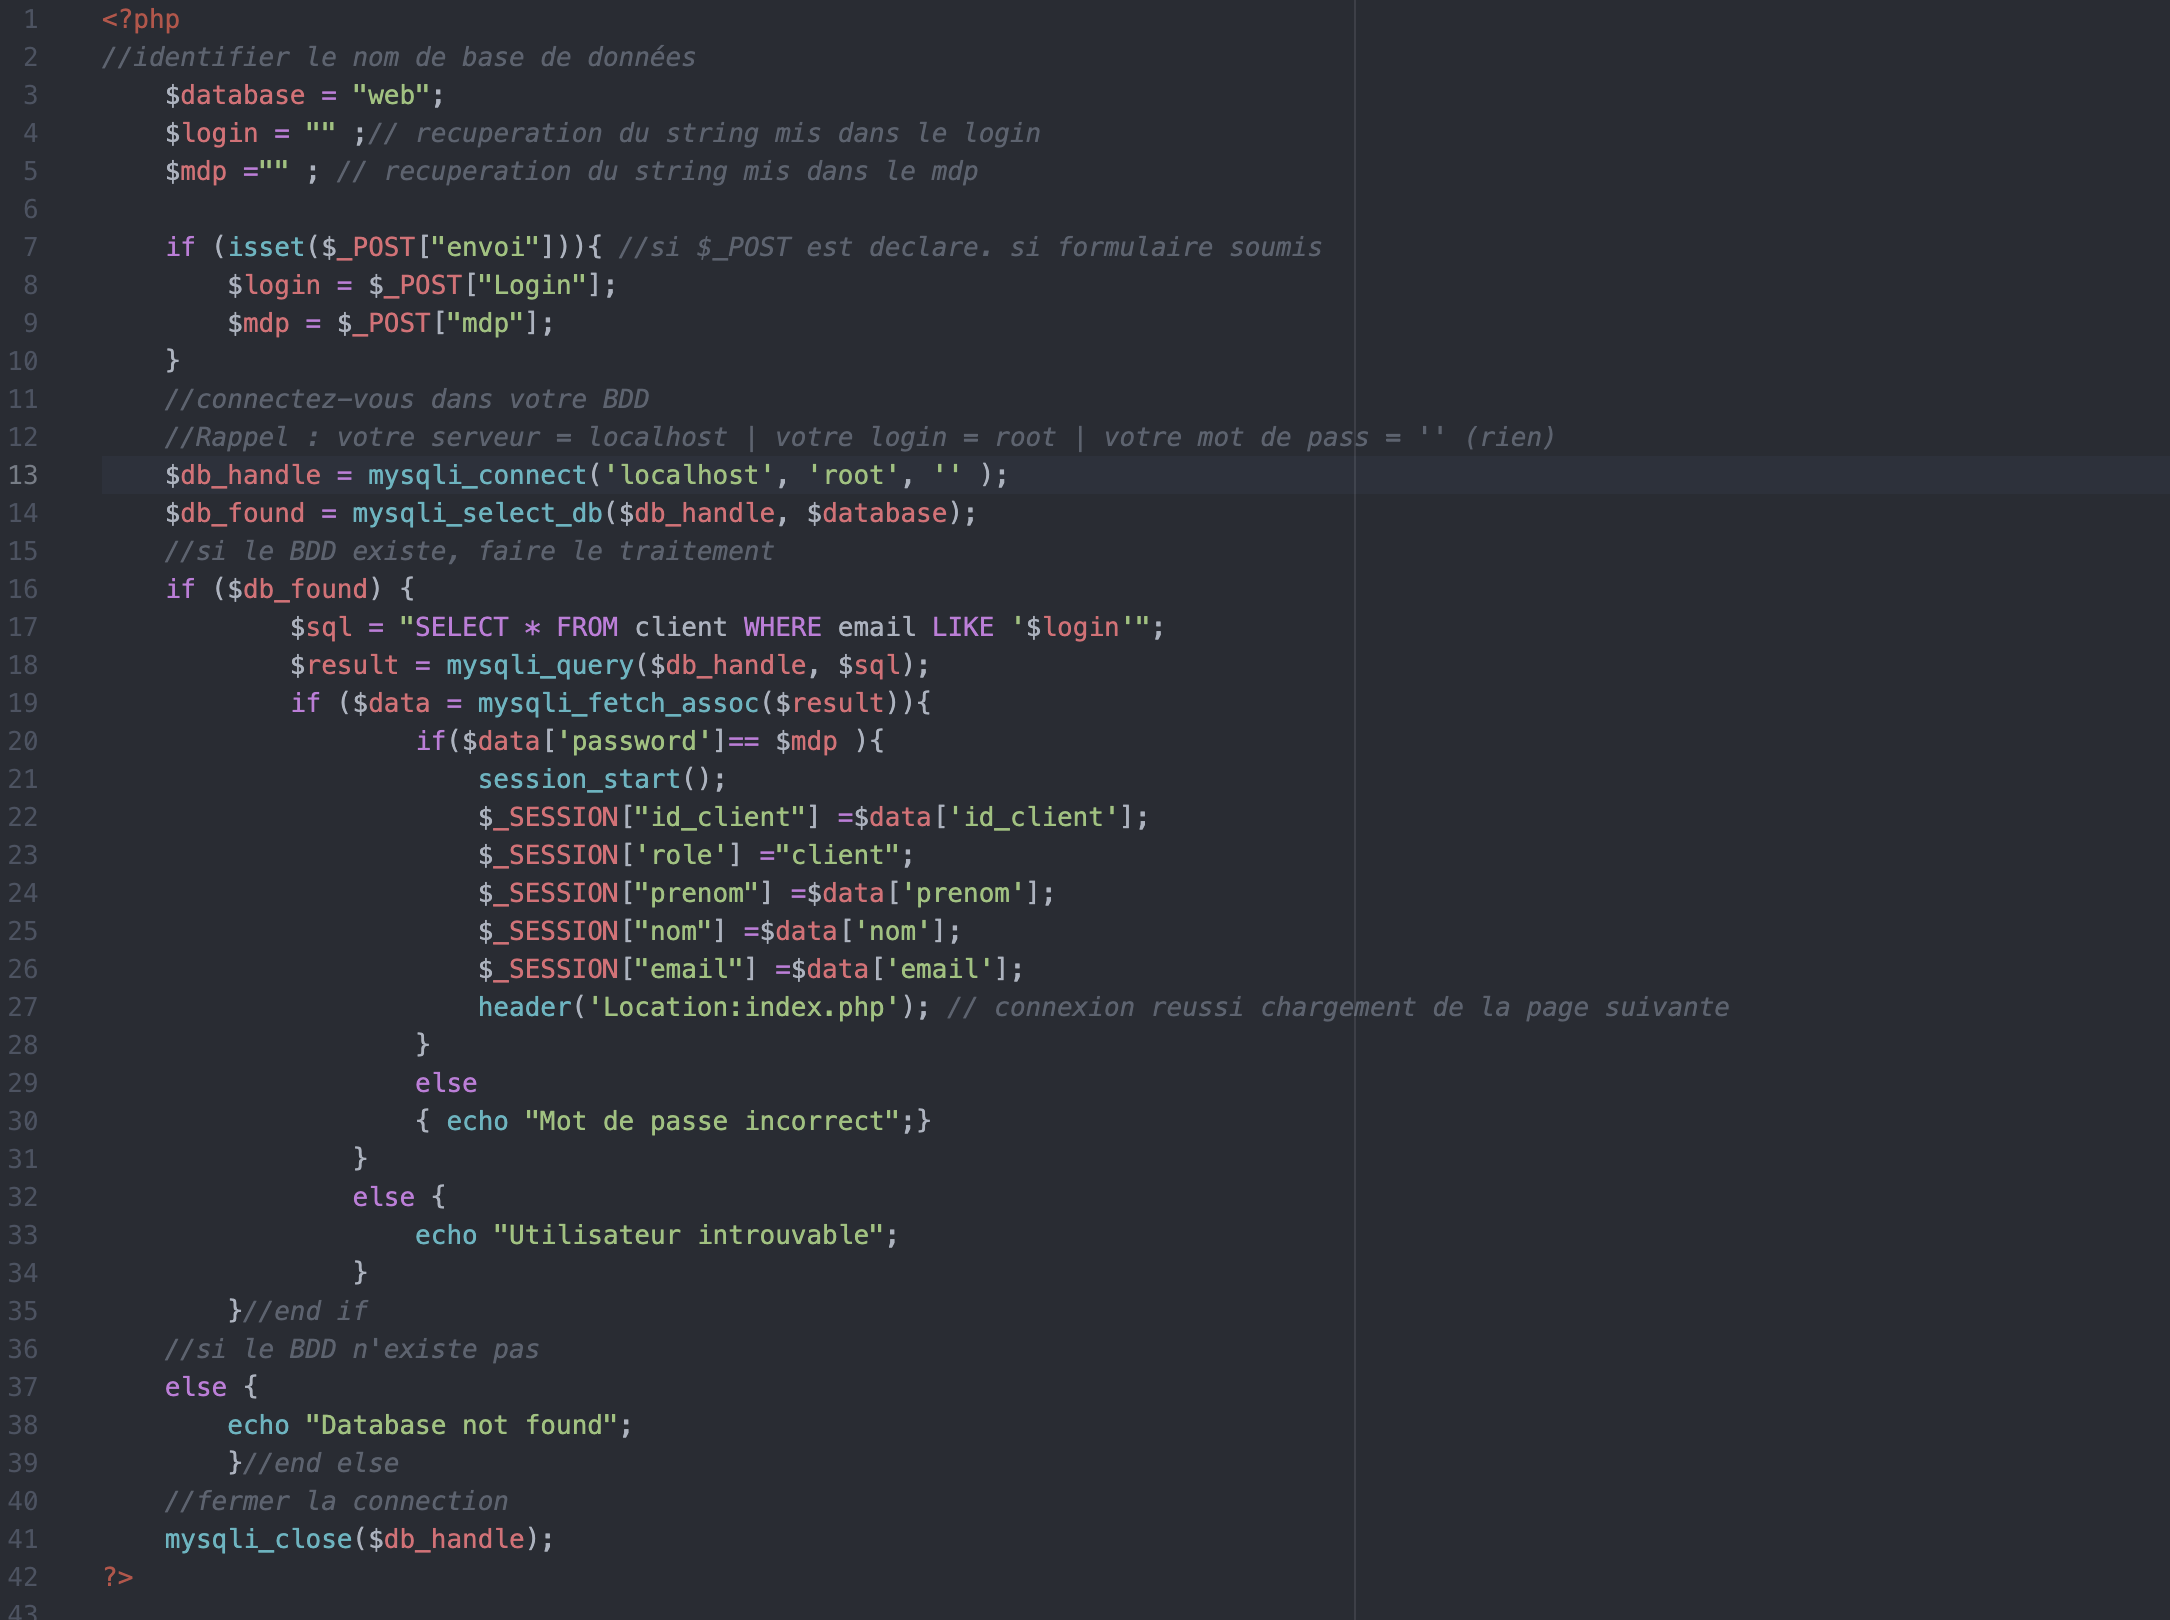 1 <?php
2 //identifier le nom de base de données
3 $database = "web";
4 $login = "" ;// recuperation du string mis dans le login
5 $mdp ="" ; // recuperation du string mis dans le mdp
6
7 if (isset($_POST["envoi"])){ //si $_POST est declare. si formulaire soumis
8 $login = $_POST["Login"];
9 $mdp = $_POST["mdp"];
10 }
11 //connectez-vous dans votre BDD
12 //Rappel : votre serveur = localhost | votre login = root | votre mot de pass = '' (rien)
13 $db_handle = mysqli_connect('localhost', 'root', '' );
14 $db_found = mysqli_select_db($db_handle, $database);
15 //si le BDD existe, faire le traitement
16 if ($db_found) {
17 $sql = "SELECT * FROM client WHERE email LIKE '$login'";
18 $result = mysqli_query($db_handle, $sql);
19 if ($data = mysqli_fetch_assoc($result)){
20 if($data['password']== $mdp ){
21 session_start();
22 $_SESSION["id_client"] =$data['id_client'];
23 $_SESSION['role'] ="client";
24 $_SESSION["prenom"] =$data['prenom'];
25 $_SESSION["nom"] =$data['nom'];
26 $_SESSION["email"] =$data['email'];
27 header('Location:index.php'); // connexion reussi chargement de la page suivante
28 }
29 else
30 { echo "Mot de passe incorrect";}
31 }
32 else {
33 echo "Utilisateur introuvable";
34 }
35 }//end if
36 //si le BDD n'existe pas
37 else {
38 echo "Database not found";
39 }//end else
40 //fermer la connection
41 mysqli_close($db_handle);
42 ?>
43